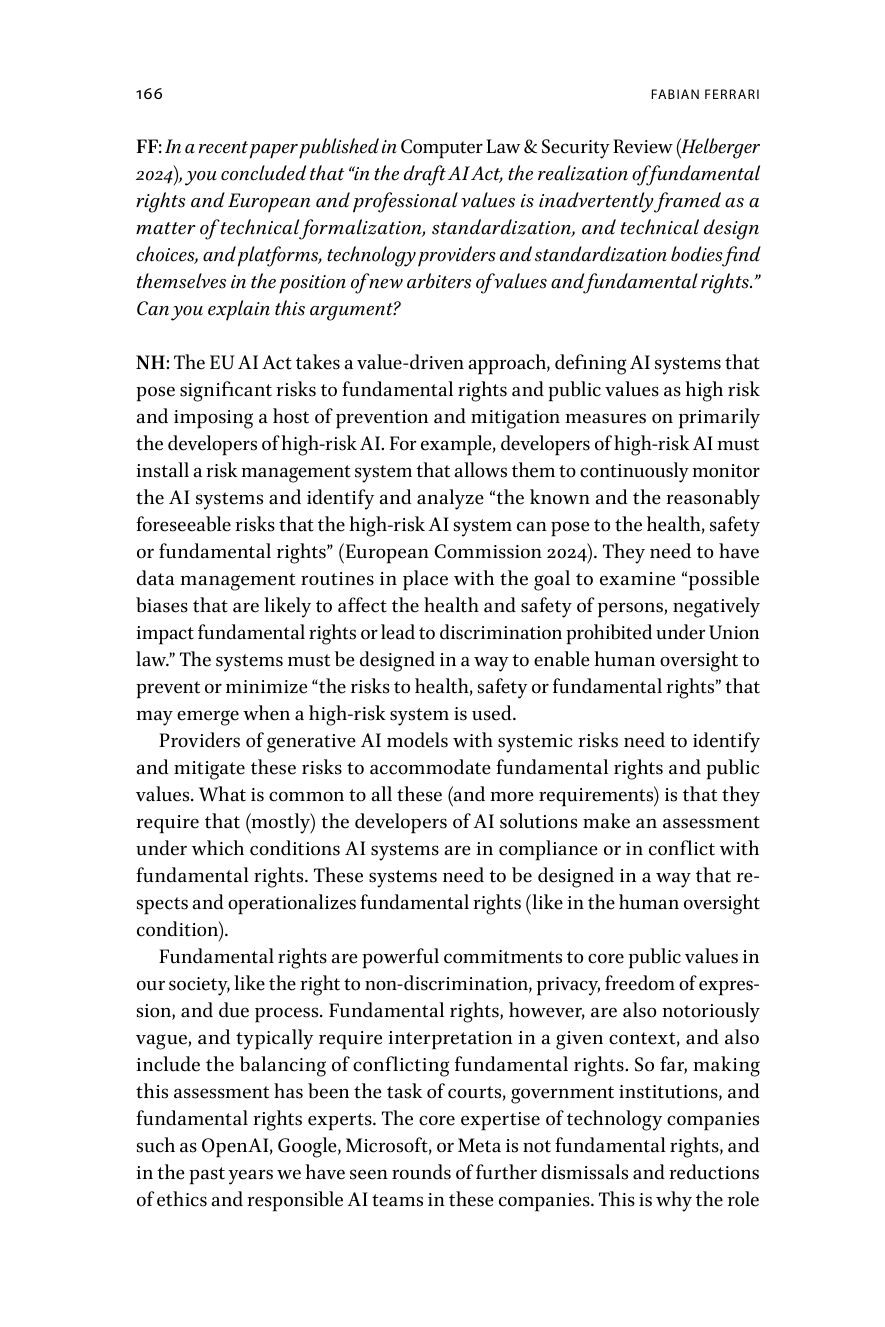 166
FABIAN FERRARI
FF: In a recent paper published in Computer Law & Security Review (Helberger
2024), you concluded that “in the draft AI Act, the realization of fundamental
rights and European and professional values is inadvertently framed as a
matter of technical formalization, standardization, and technical design
choices, and platforms, technology providers and standardization bodies find
themselves in the position of new arbiters of values and fundamental rights.”
Can you explain this argument?
NH: The EU AI Act takes a value-driven approach, defining AI systems that
pose significant risks to fundamental rights and public values as high risk
and imposing a host of prevention and mitigation measures on primarily
the developers of high-risk AI. For example, developers of high-risk AI must
install a risk management system that allows them to continuously monitor
the AI systems and identify and analyze “the known and the reasonably
foreseeable risks that the high-risk AI system can pose to the health, safety
or fundamental rights” (European Commission 2024). They need to have
data management routines in place with the goal to examine “possible
biases that are likely to affect the health and safety of persons, negatively
impact fundamental rights or lead to discrimination prohibited under Union
law.” The systems must be designed in a way to enable human oversight to
prevent or minimize “the risks to health, safety or fundamental rights” that
may emerge when a high-risk system is used.
Providers of generative AI models with systemic risks need to identify
and mitigate these risks to accommodate fundamental rights and public
values. What is common to all these (and more requirements) is that they
require that (mostly) the developers of AI solutions make an assessment
under which conditions AI systems are in compliance or in conflict with
fundamental rights. These systems need to be designed in a way that re-
spects and operationalizes fundamental rights (like in the human oversight
condition).
Fundamental rights are powerful commitments to core public values in
our society, like the right to non-discrimination, privacy, freedom of expres-
sion, and due process. Fundamental rights, however, are also notoriously
vague, and typically require interpretation in a given context, and also
include the balancing of conflicting fundamental rights. So far, making
this assessment has been the task of courts, government institutions, and
fundamental rights experts. The core expertise of technology companies
such as OpenAI, Google, Microsoft, or Meta is not fundamental rights, and
in the past years we have seen rounds of further dismissals and reductions
of ethics and responsible AI teams in these companies. This is why the role